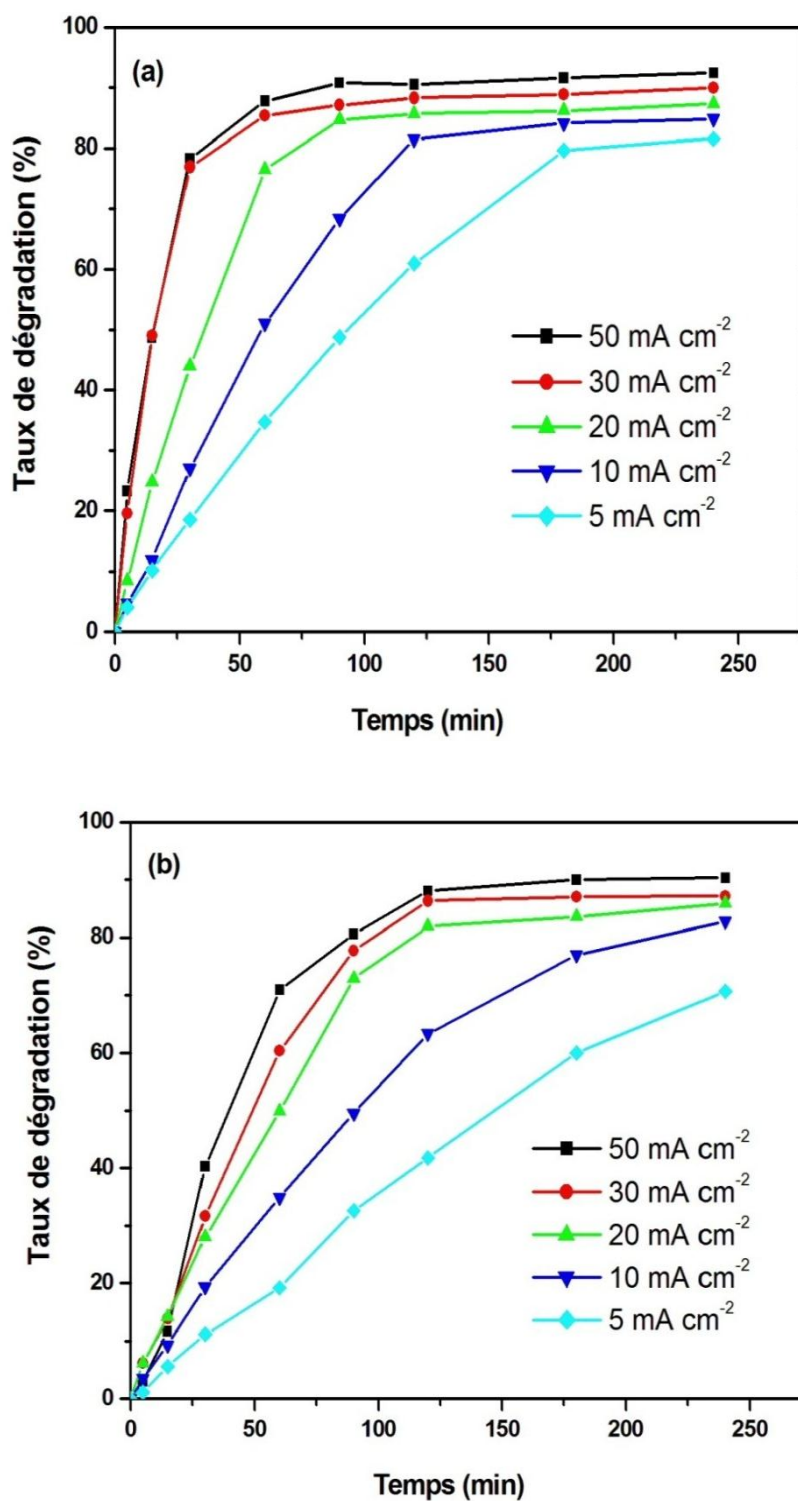 100
(a)
80
60
40
20
0
Taux de dégradation (%)
50 mA cm⁻²
30 mA cm⁻²
20 mA cm⁻²
10 mA cm⁻²
5 mA cm⁻²
0 50 100 150 200 250
Temps (min)
100
(b)
80
60
40
20
0
Taux de dégradation (%)
50 mA cm⁻²
30 mA cm⁻²
20 mA cm⁻²
10 mA cm⁻²
5 mA cm⁻²
0 50 100 150 200 250
Temps (min)